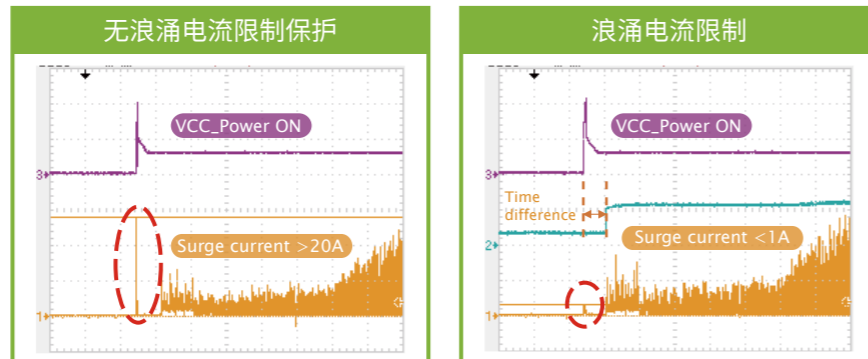 无浪涌电流限制保护
VCC_Power ON
3
Surge current >20A
1
浪涌电流限制
VCC_Power ON
3
Time
difference
2
Surge current <1A
1